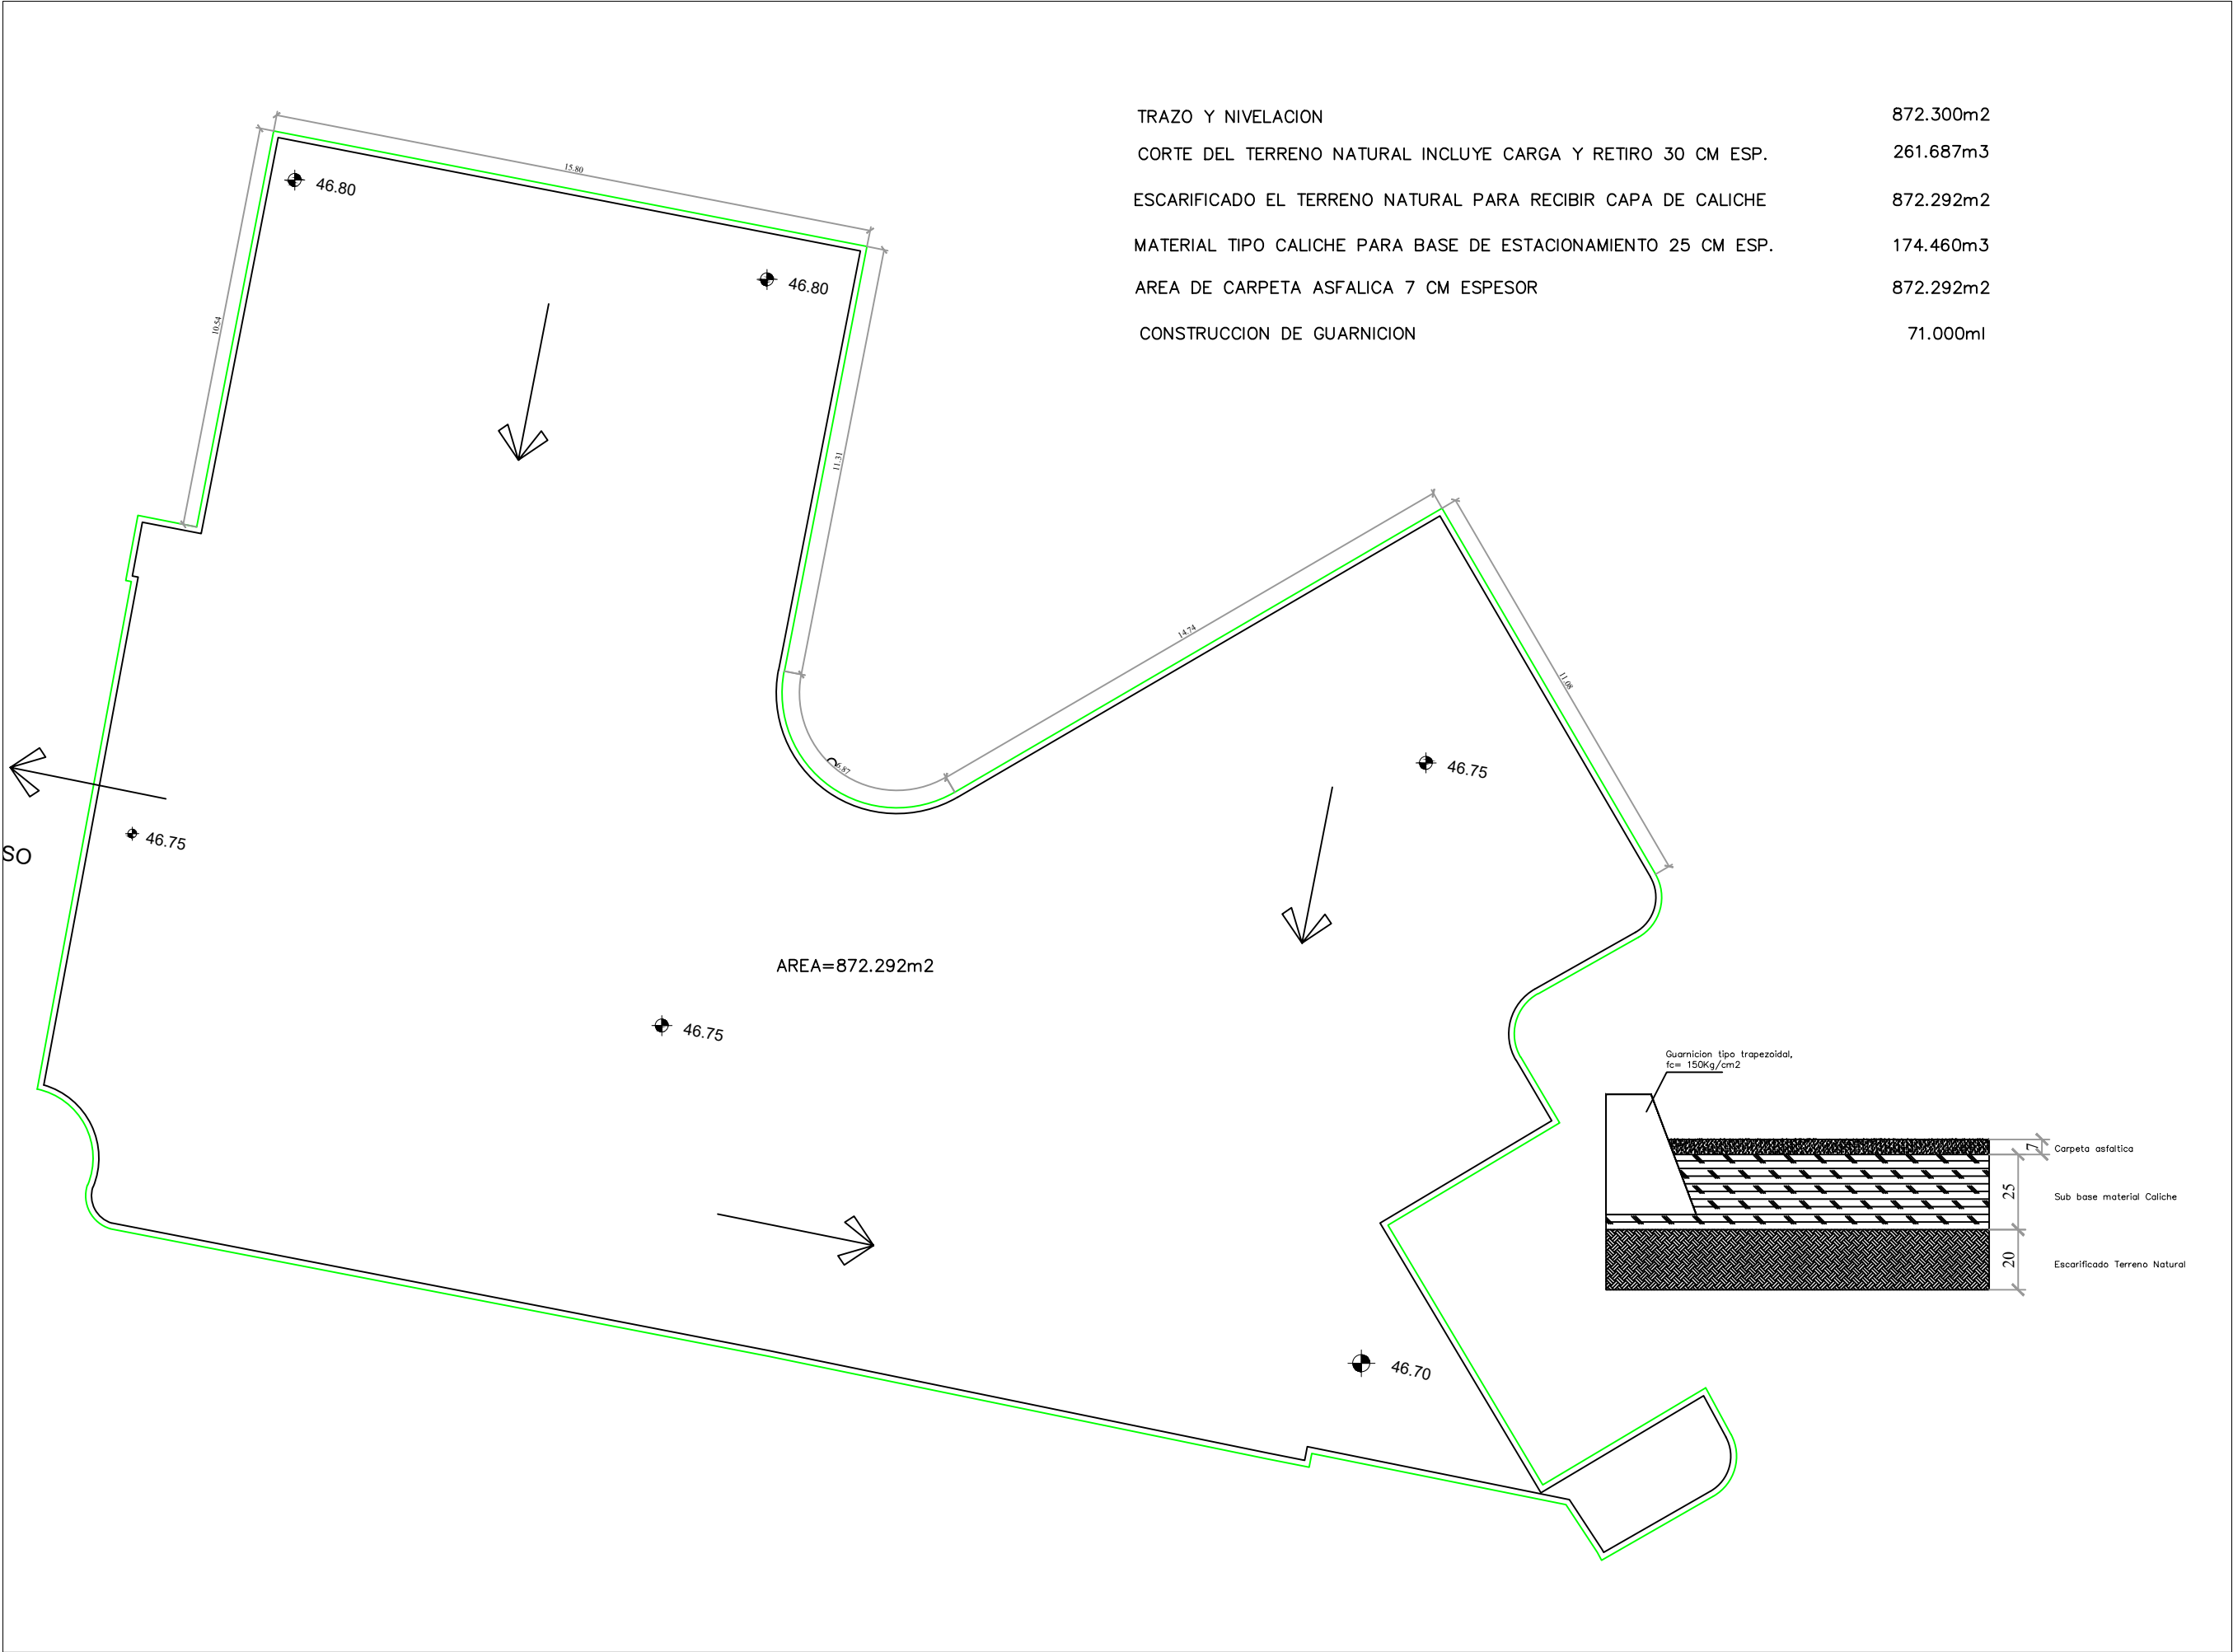 TRAZO Y NIVELACION 872.300m2
CORTE DEL TERRENO NATURAL INCLUYE CARGA Y RETIRO 30 CM ESP. 261.687m3
ESCARIFICADO EL TERRENO NATURAL PARA RECIBIR CAPA DE CALICHE 872.292m2
MATERIAL TIPO CALICHE PARA BASE DE ESTACIONAMIENTO 25 CM ESP. 174.460m3
AREA DE CARPETA ASFALICA 7 CM ESPESOR 872.292m2
CONSTRUCCION DE GUARNICION 71.000ml
15.80
46.80
46.80
10.54
11.31
14.74
11.08
6.87
46.75
46.75
SO
AREA=872.292m2
46.75
46.70
Guarnicion tipo trapezoidal,
fc= 150Kg/cm2
7
Carpeta asfaltica
25
Sub base material Caliche
20
Escarificado Terreno Natural